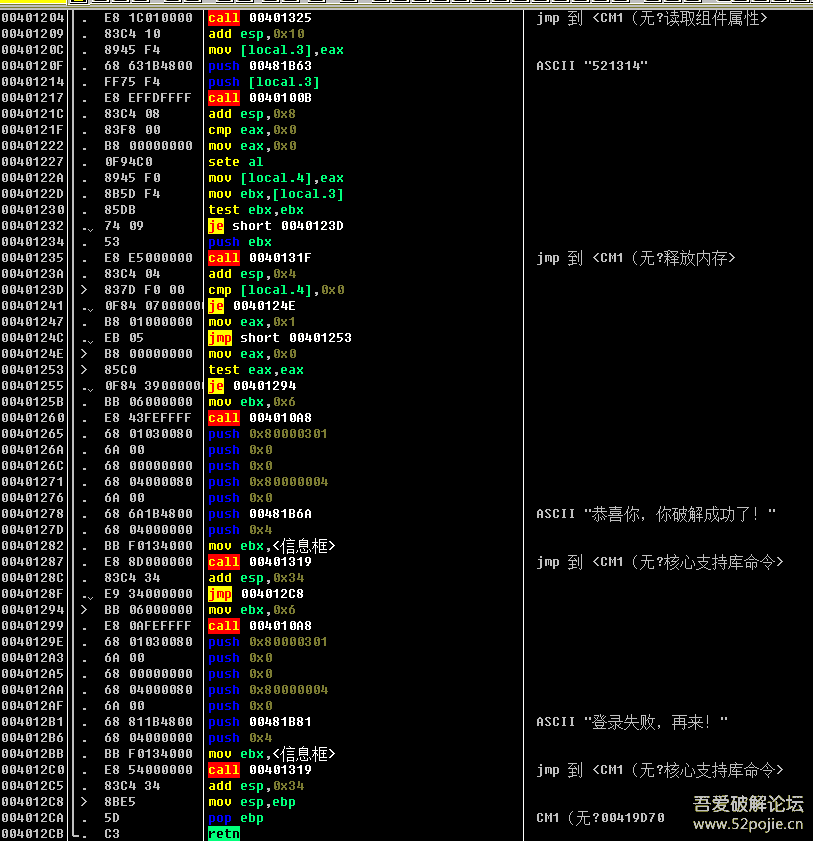 00401204 . E8 1C010000 call 00401325 jmp 到 <CM1（无?读取组件属性>
00401209 . 83C4 10 add esp,0x10
0040120C . 8945 F4 mov [local.3],eax
0040120F . 68 631B4800 push 00481B63 ASCII "521314"
00401214 . FF75 F4 push [local.3]
00401217 . E8 EFFDFFFF call 0040100B
0040121C . 83C4 08 add esp,0x8
0040121F . 83F8 00 cmp eax,0x0
00401222 . B8 00000000 mov eax,0x0
00401227 . 0F94C0 sete al
0040122A . 8945 F0 mov [local.4],eax
0040122D . 8B5D F4 mov ebx,[local.3]
00401230 . 85DB test ebx,ebx
00401232 . 74 09 je short 0040123D
00401234 . 53 push ebx
00401235 . E8 E5000000 call 0040131F jmp 到 <CM1（无?释放内存>
0040123A . 83C4 04 add esp,0x4
0040123D > 837D F0 00 cmp [local.4],0x0
00401241 . 0F84 0700000 je 0040124E
00401247 . B8 01000000 mov eax,0x1
0040124C . EB 05 jmp short 00401253
0040124E > B8 00000000 mov eax,0x0
00401253 > 85C0 test eax,eax
00401255 . 0F84 3900000 je 00401294
0040125B . BB 06000000 mov ebx,0x6
00401260 . E8 43FEFFFF call 004010A8
00401265 . 68 01030080 push 0x80000301
0040126A . 6A 00 push 0x0
0040126C . 68 00000000 push 0x0
00401271 . 68 04000080 push 0x80000004
00401276 . 6A 00 push 0x0
00401278 . 68 6A1B4800 push 00481B6A ASCII "恭喜你，你破解成功了！"
0040127D . 68 04000000 push 0x4
00401282 . BB F0134000 mov ebx,<信息框>
00401287 . E8 8D000000 call 00401319 jmp 到 <CM1（无?核心支持库命令>
0040128C . 83C4 34 add esp,0x34
0040128F . E9 34000000 jmp 004012C8
00401294 > BB 06000000 mov ebx,0x6
00401299 . E8 0AFEFFFF call 004010A8
0040129E . 68 01030080 push 0x80000301
004012A3 . 6A 00 push 0x0
004012A5 . 68 00000000 push 0x0
004012AA . 68 04000080 push 0x80000004
004012AF . 6A 00 push 0x0
004012B1 . 68 811B4800 push 00481B81 ASCII "登录失败，再来！"
004012B6 . 68 04000000 push 0x4
004012BB . BB F0134000 mov ebx,<信息框>
004012C0 . E8 54000000 call 00401319 jmp 到 <CM1（无?核心支持库命令>
004012C5 . 83C4 34 add esp,0x34
004012C8 > 8BE5 mov esp,ebp
004012CA . 5D pop ebp CM1（无?00419D70
004012CB . C3 retn
吾爱破解论坛
www.52pojie.cn